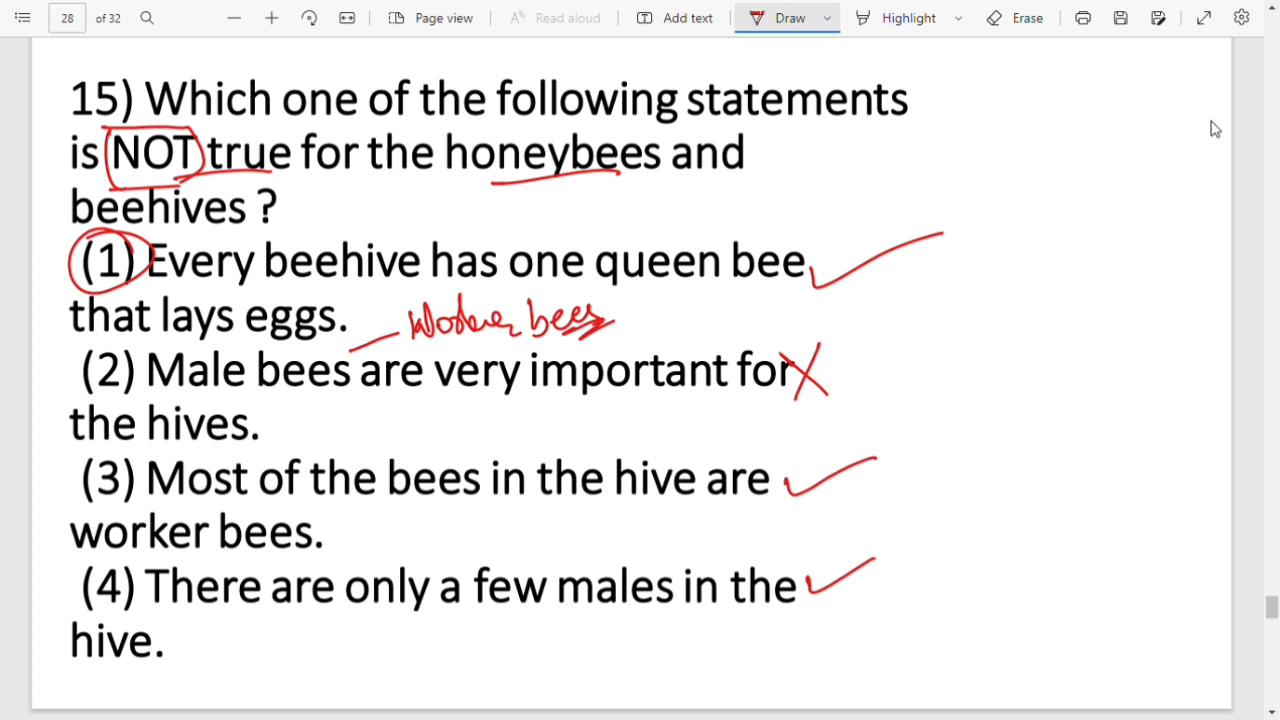 28 of 32 Page view Read aloud Add text Draw Highlight Erase
15) Which one of the following statements
is NOT true for the honeybees and
beehives ?
(1) Every beehive has one queen bee
that lays eggs.
Worker bees
(2) Male bees are very important for
the hives.
(3) Most of the bees in the hive are
worker bees.
(4) There are only a few males in the
hive.